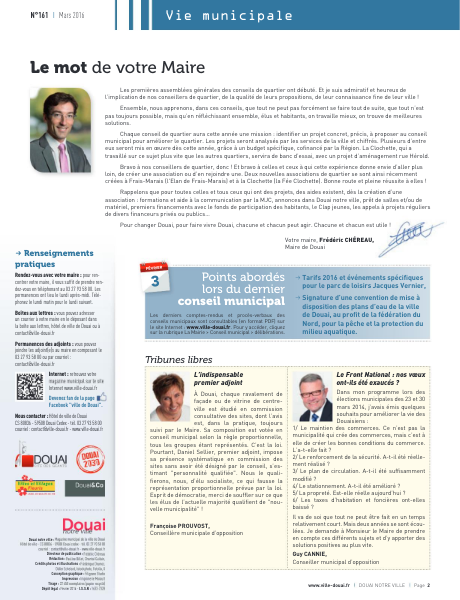 N°161 | Mars 2016
Vie municipale
Le mot de votre Maire
Les premières assemblées générales des conseils de quartier ont débuté. Et je suis admiratif et heureux de
l'implication de nos conseillers de quartier, de la qualité de leurs propositions, de leur connaissance fine de leur ville !
Ensemble, nous apprenons, dans ces conseils, que tout ne peut pas forcément se faire tout de suite, que tout n'est
pas toujours possible, mais qu'en réfléchissant ensemble, élus et habitants, on travaille mieux, on trouve de meilleures
solutions.
Chaque conseil de quartier aura cette année une mission : identifier un projet concret, précis, à proposer au conseil
municipal pour améliorer le quartier. Les projets seront analysés par les services de la ville et chiffrés. Plusieurs d'entre
eux seront mis en œuvre dès cette année, grâce à un budget spécifique, cofinancé par la Région. La Clochette, qui a
travaillé sur ce sujet plus vite que les autres quartiers, servira de banc d'essai, avec un projet d'aménagement rue Hérold.
Bravo à nos conseillers de quartier, donc ! Et bravo à celles et ceux à qui cette expérience donne envie d'aller plus
loin, de créer une association ou d'en rejoindre une. Deux nouvelles associations de quartier se sont ainsi récemment
créées à Frais-Marais (l'Élan de Frais-Marais) et à la Clochette (la Fée Clochette). Bonne route et pleine réussite à elles !
Rappelons que pour toutes celles et tous ceux qui ont des projets, des aides existent, dès la création d'une
association : formations et aide à la communication par la MJC, annonces dans Douai notre ville, prêt de salles et/ou de
matériel, premiers financements avec le fonds de participation des habitants, le Clap jeunes, les appels à projets réguliers
de divers financeurs privés ou publics...
Pour changer Douai, pour faire vivre Douai, chacune et chacun peut agir. Chacune et chacun est utile !
Votre maire, Frédéric CHÉREAU,
Maire de Douai
➔ Renseignements
pratiques
Rendez-vous avec votre maire : pour ren-
contrer votre maire, il vous suffit de prendre ren-
dez-vous en téléphonant au 03 27 93 58 00. Les
permanences ont lieu le lundi après-midi. Télé-
phonez le lundi matin pour le lundi suivant.
Boîtes aux lettres : vous pouvez adresser
un courrier à votre maire en le déposant dans
la boîte aux lettres, hôtel de ville de Douai ou à
contact@ville-douai.fr
Permanences des adjoints : vous pouvez
joindre les adjoint(e)s au maire en composant le
03 27 93 58 00 ou par courriel :
contact@ville-douai.fr
Internet : retrouvez votre
magazine municipal sur le site
Internet www.ville-douai.fr
Devenez fan de la page
Facebook "ville de Douai".
Nous contacter : Hôtel de ville de Douai
CS 80836 - 59508 Douai Cedex - tél. 03 27 93 58 00
courriel : contact@ville-douai.fr - www.ville-douai.fr
DOUAI
Douai&Co
Douai
notre ville
FÉVRIER
3
Points abordés
lors du dernier
conseil municipal
Les derniers comptes-rendus et procès-verbaux des
conseils municipaux sont consultables (en format PDF) sur
le site Internet : www.ville-douai.fr. Pour y accéder, cliquez
sur la rubrique La Mairie > Conseil municipal > délibérations.
➔ Tarifs 2016 et événements spécifiques
pour le parc de loisirs Jacques Vernier,
➔ Signature d'une convention de mise à
disposition des plans d'eau de la ville
de Douai, au profit de la fédération du
Nord, pour la pêche et la protection du
milieu aquatique.
Tribunes libres
L'indispensable
premier adjoint
À Douai, chaque ravalement de
façade ou de vitrine de centre-
ville est étudié en commission
consultative des sites, dont l'avis
est, dans la pratique, toujours
suivi par le Maire. Sa composition est votée en
conseil municipal selon la règle proportionnelle,
tous les groupes étant représentés. C'est la loi.
Pourtant, Daniel Sellier, premier adjoint, impose
sa présence systématique en commission des
sites sans avoir été désigné par le conseil, s'es-
timant "personnalité qualifiée". Nous le quali-
fierons, nous, d'élu socialiste, ce qui fausse la
représentation proportionnelle prévue par la loi.
Esprit de démocratie, merci de souffler sur ce que
les élus de l'actuelle majorité qualifient de "nou-
velle municipalité" !
Françoise PROUVOST,
Conseillère municipale d'opposition
Le Front National : nos vœux
ont-ils été exaucés ?
Dans mon programme lors des
élections municipales des 23 et 30
mars 2014, j'avais émis quelques
souhaits pour améliorer la vie des
Douaisiens :
1/ Le maintien des commerces. Ce n'est pas la
municipalité qui crée des commerces, mais c'est à
elle de créer les bonnes conditions du commerce.
L'a-t-elle fait ?
2/ Le renforcement de la sécurité. A-t-il été réelle-
ment réalisé ?
3/ Le plan de circulation. A-t-il été suffisamment
modifié ?
4/ Le stationnement. A-t-il été amélioré ?
5/ La propreté. Est-elle réelle aujourd'hui ?
6/ Les taxes d'habitation et foncières ont-elles
baissé ?
Il va de soi que tout ne peut être fait en un temps
relativement court. Mais deux années se sont écou-
lées. Je demande à Monsieur le Maire de prendre
en compte ces différents sujets et d'y apporter des
solutions positives au plus vite.
Guy CANNIE,
Conseiller municipal d'opposition
www.ville-douai.fr | DOUAI NOTRE VILLE | Page 2